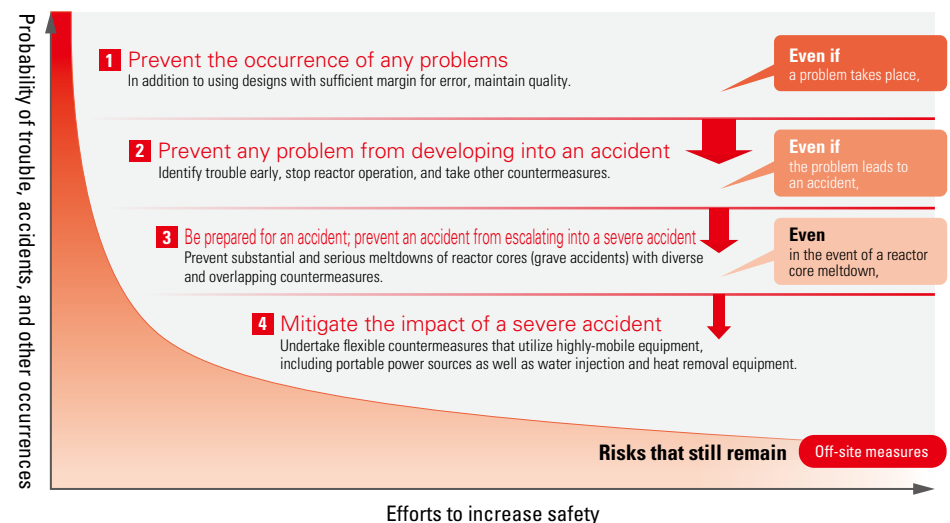 Probability of trouble, accidents, and other occurrences
1 Prevent the occurrence of any problems
In addition to using designs with sufficient margin for error, maintain quality.
Even if
a problem takes place,
2 Prevent any problem from developing into an accident
Identify trouble early, stop reactor operation, and take other countermeasures.
Even if
the problem leads to
an accident,
3 Be prepared for an accident; prevent an accident from escalating into a severe accident
Prevent substantial and serious meltdowns of reactor cores (grave accidents) with diverse
and overlapping countermeasures.
Even
in the event of a reactor
core meltdown,
4 Mitigate the impact of a severe accident
Undertake flexible countermeasures that utilize highly-mobile equipment,
including portable power sources as well as water injection and heat removal equipment.
Risks that still remain
Off-site measures
Efforts to increase safety